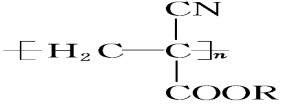 CN
[ H₂C — C ]ₙ
COOR